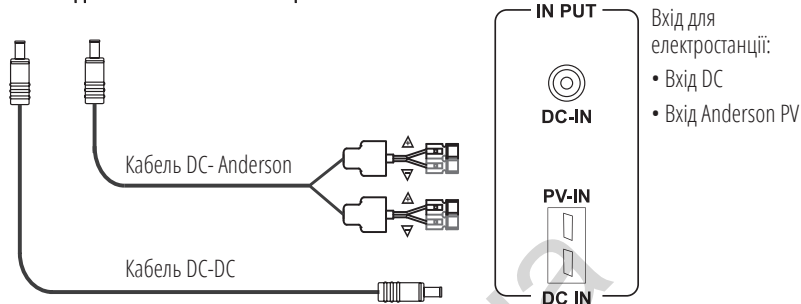 IN PUT
Вхід для
електростанції:
• Вхід DC
• Вхід Anderson PV
DC-IN
Кабель DC- Anderson
PV-IN
Кабель DC-DC
DC IN